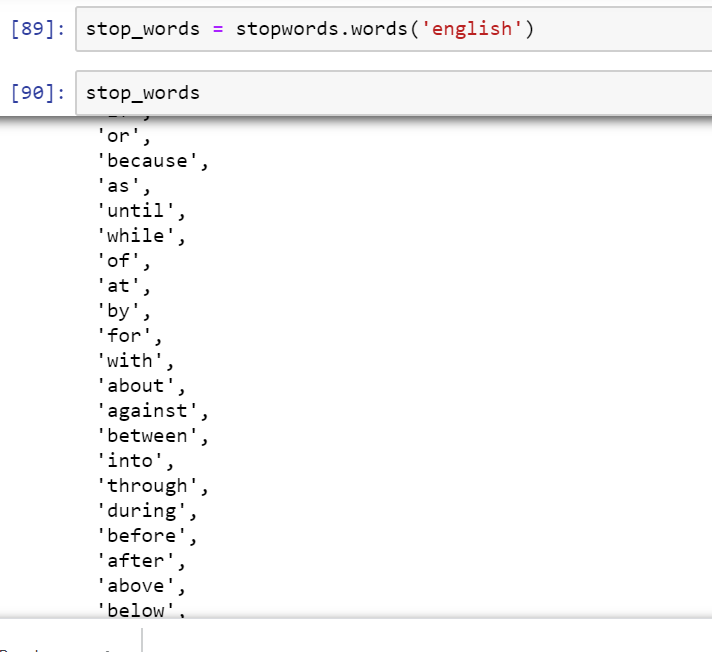 [89]: stop_words = stopwords.words('english')
[90]: stop_words
'or',
'because',
'as',
'until',
'while',
'of',
'at',
'by',
'for',
'with',
'about',
'against',
'between',
'into',
'through',
'during',
'before',
'after',
'above',
'below',